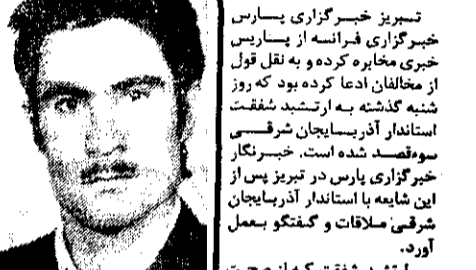 تبریز خبرگزاری پارس
خبرگزاری فرانسه از پاریس
خبری مخابره کرده و به نقل قول
از مخالفان ادعا کرده بود که روز
شنبه گذشته به ارتشبد شفقت
استاندار آذربایجان شرقی
سوءقصد شده است. خبرنگار
خبرگزاری پارس در تبریز پس از
این شایعه با استاندار آذربایجان
شرقی ملاقات و گفتگو بعمل
آورد.